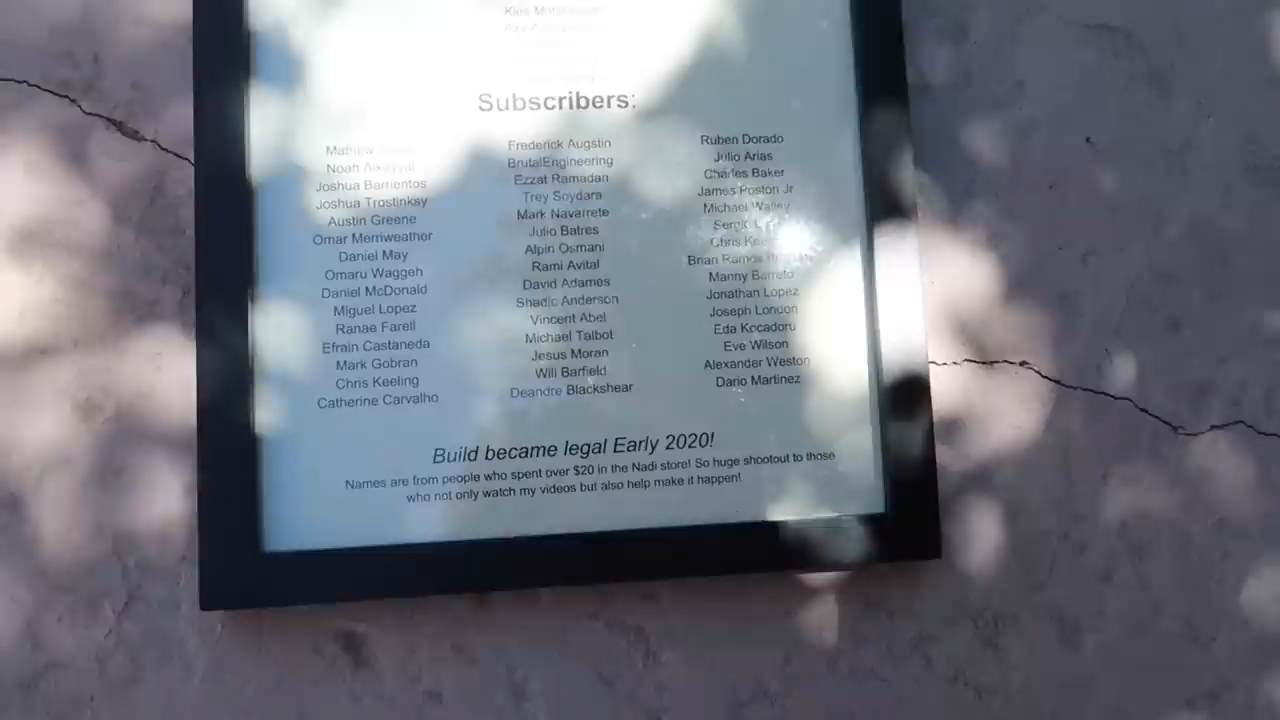 Subscribers:
Mathew
Noah
Joshua Barrientos
Joshua Trostinksy
Austin Greene
Omar Merriweather
Daniel May
Omaru Waggeh
Daniel McDonald
Miguel Lopez
Ranae Farell
Efrain Castaneda
Mark Gobran
Chris Keeling
Catherine Carvalho
Frederick Augstin
BrutalEngineering
Ezzat Ramadan
Trey Soydara
Mark Navarrete
Julio Batres
Alpin Osmani
Rami Avital
David Adames
Shadic Anderson
Vincent Abel
Michael Talbot
Jesus Moran
Will Barfield
Deandre Blackshear
Ruben Dorado
Julio Arias
Charles Baker
James Poston Jr
Michael
Chris
Brian Ramos
Manny Barreto
Jonathan Lopez
Joseph London
Eda Kocadoru
Eve Wilson
Alexander Weston
Dario Martinez
Build became legal Early 2020!
Names are from people who spent over $20 in the Nadi store! So huge shootout to those
who not only watch my videos but also help make it happen!